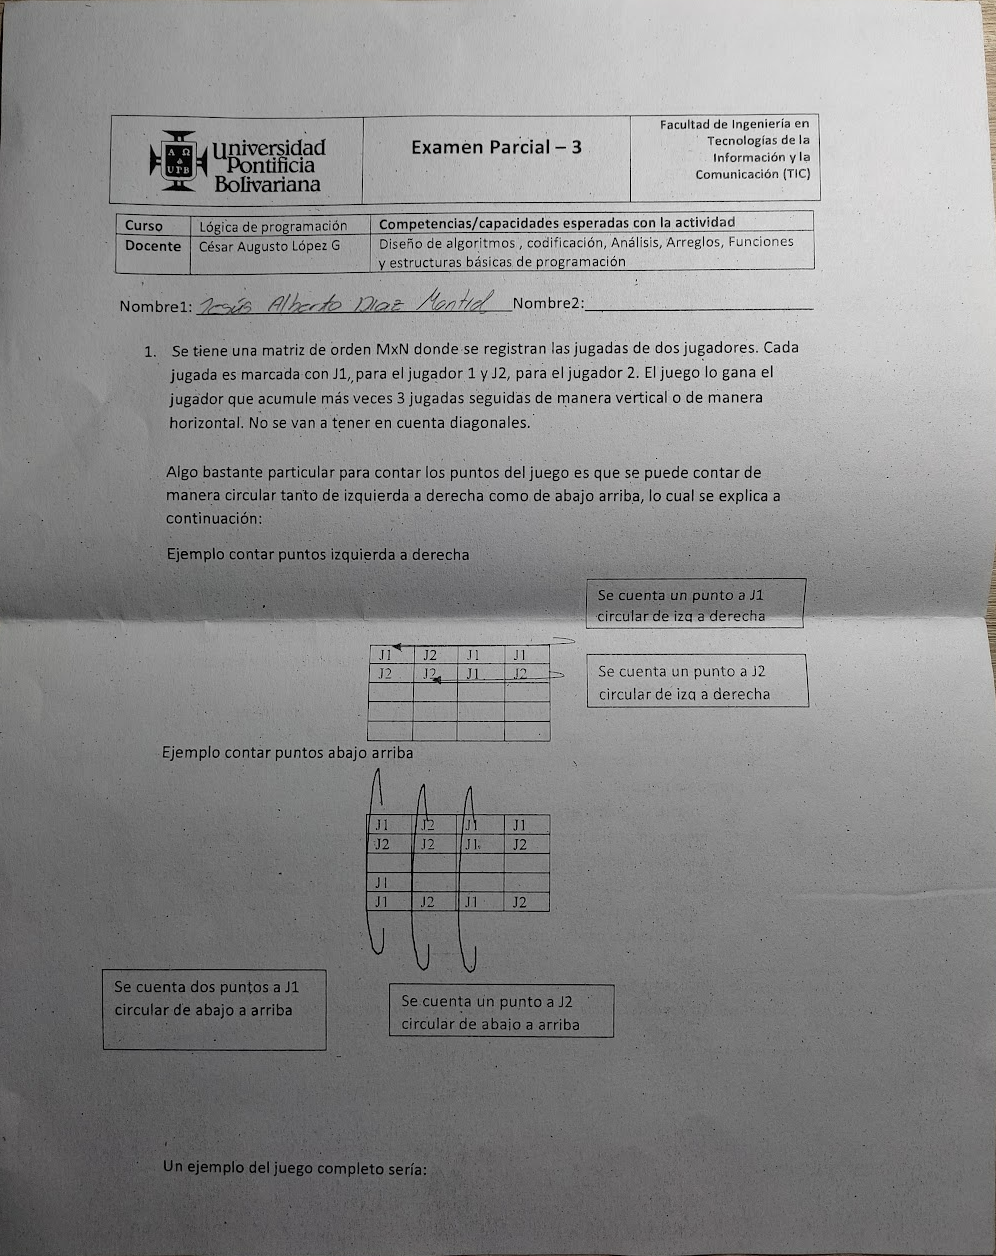 Universidad
Pontificia
Bolivariana
Α Ω
UPB
Examen Parcial – 3
Facultad de Ingeniería en
Tecnologías de la
Información y la
Comunicación (TIC)
Curso Lógica de programación Competencias/capacidades esperadas con la actividad
Docente César Augusto López G Diseño de algoritmos , codificación, Análisis, Arreglos, Funciones
y estructuras básicas de programación
Nombre1: Jesús Alberto Diaz Montiel Nombre2:
1. Se tiene una matriz de orden MxN donde se registran las jugadas de dos jugadores. Cada
jugada es marcada con J1, para el jugador 1 y J2, para el jugador 2. El juego lo gana el
jugador que acumule más veces 3 jugadas seguidas de manera vertical o de manera
horizontal. No se van a tener en cuenta diagonales.
Algo bastante particular para contar los puntos del juego es que se puede contar de
manera circular tanto de izquierda a derecha como de abajo arriba, lo cual se explica a
continuación:
Ejemplo contar puntos izquierda a derecha
Se cuenta un punto a J1
circular de izq a derecha
J1 J2 J1 J1
J2 J2 J1 J2
Se cuenta un punto a J2
circular de izq a derecha
Ejemplo contar puntos abajo arriba
J1 J2 J1 J1
J2 J2 J1 J2
J1
J1 J2 J1 J2
Se cuenta dos puntos a J1
circular de abajo a arriba
Se cuenta un punto a J2
circular de abajo a arriba
Un ejemplo del juego completo sería: